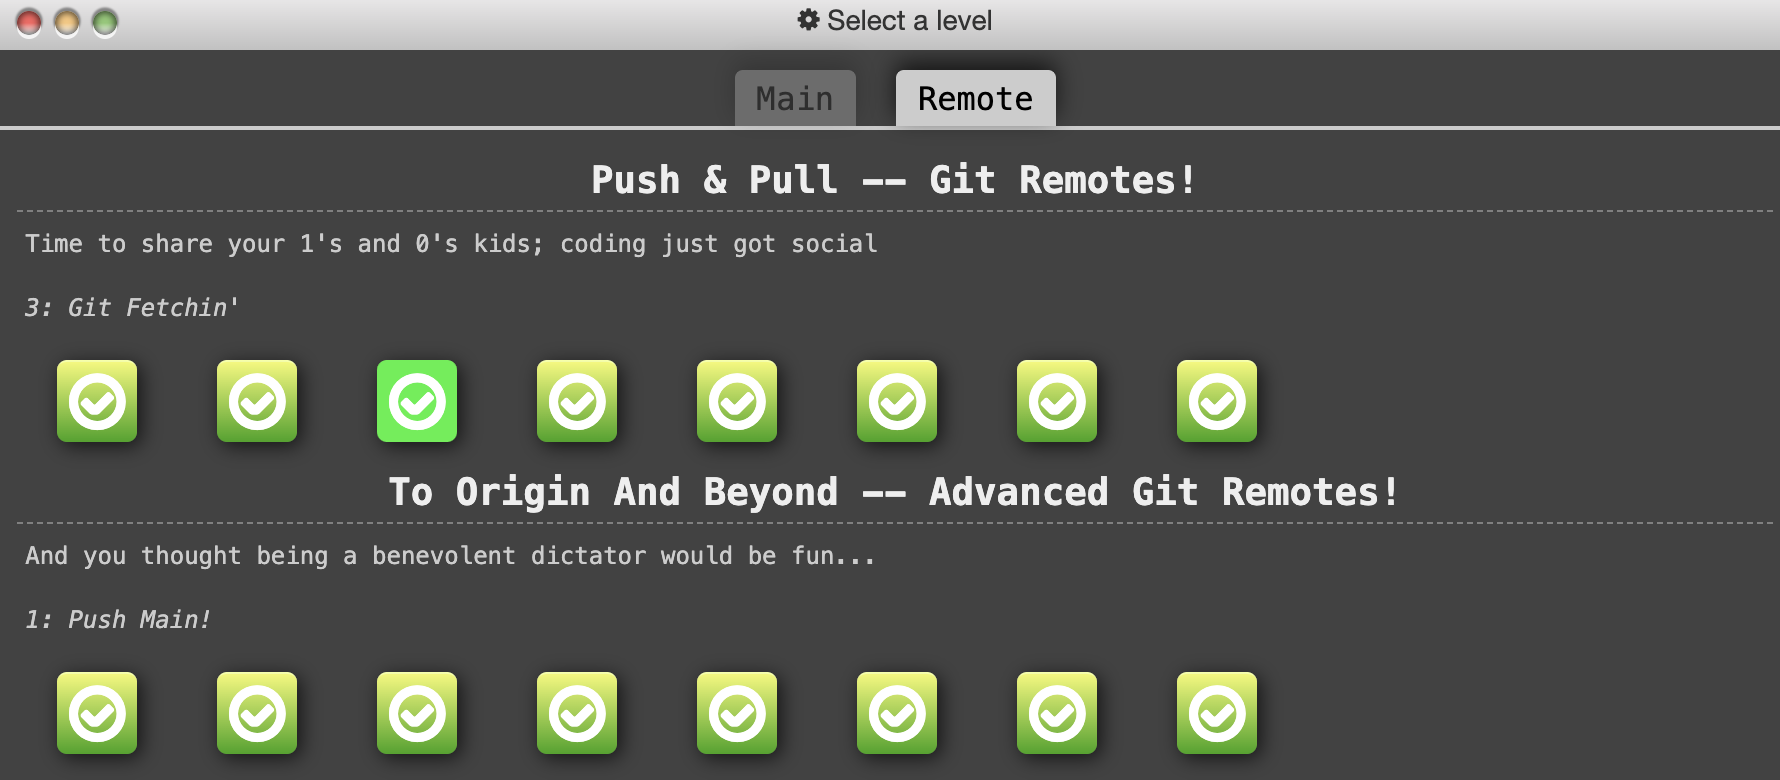 Select a level
Main
Remote
Push & Pull -- Git Remotes!
Time to share your 1's and 0's kids; coding just got social
3: Git Fetchin'
To Origin And Beyond -- Advanced Git Remotes!
And you thought being a benevolent dictator would be fun...
1: Push Main!